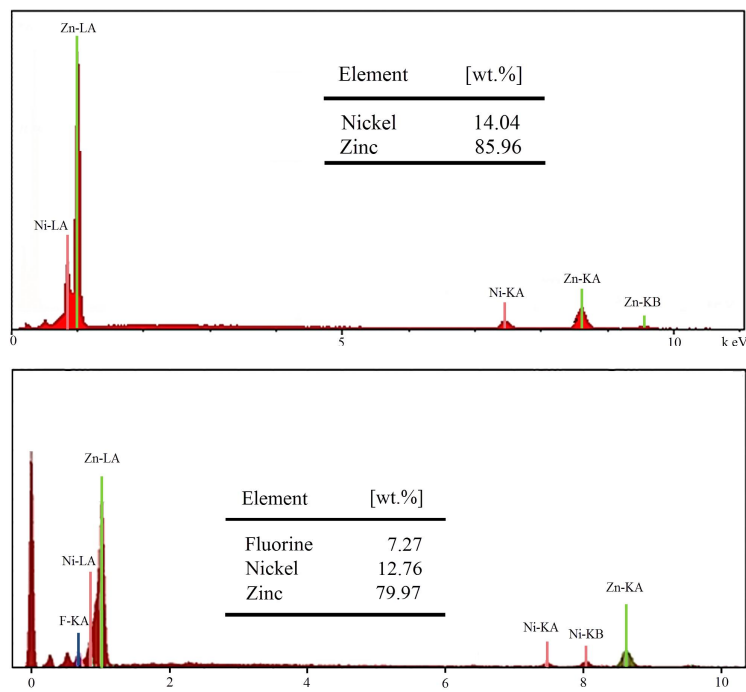 Zn-LA
Element [wt.%]
Nickel 14.04
Zinc 85.96
Ni-LA
Ni-KA
Zn-KA
Zn-KB
0 5 10 k eV
Zn-LA
Element [wt.%]
Ni-LA
Fluorine 7.27
Nickel 12.76
Zinc 79.97
Zn-KA
F-KA
Ni-KA
Ni-KB
0 2 4 6 8 10